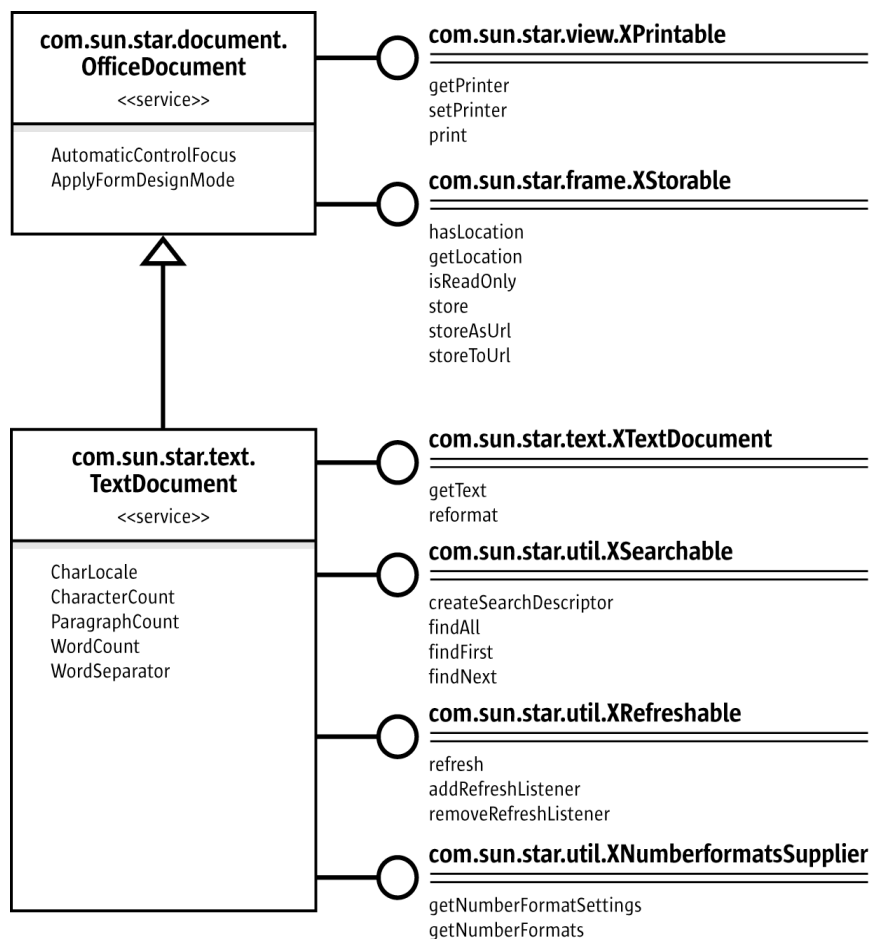 com.sun.star.document.
OfficeDocument
<<service>>
AutomaticControlFocus
ApplyFormDesignMode
com.sun.star.view.XPrintable
getPrinter
setPrinter
print
com.sun.star.frame.XStorable
hasLocation
getLocation
isReadOnly
store
storeAsUrl
storeToUrl
com.sun.star.text.
TextDocument
<<service>>
CharLocale
CharacterCount
ParagraphCount
WordCount
WordSeparator
com.sun.star.text.XTextDocument
getText
reformat
com.sun.star.util.XSearchable
createSearchDescriptor
findAll
findFirst
findNext
com.sun.star.util.XRefreshable
refresh
addRefreshListener
removeRefreshListener
com.sun.star.util.XNumberformatsSupplier
getNumberFormatSettings
getNumberFormats